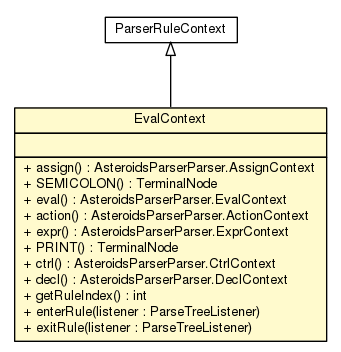 ParserRuleContext
EvalContext
+ assign() : AsteroidsParserParser.AssignContext
+ SEMICOLON() : TerminalNode
+ eval() : AsteroidsParserParser.EvalContext
+ action() : AsteroidsParserParser.ActionContext
+ expr() : AsteroidsParserParser.ExprContext
+ PRINT() : TerminalNode
+ ctrl() : AsteroidsParserParser.CtrlContext
+ decl() : AsteroidsParserParser.DeclContext
+ getRuleIndex() : int
+ enterRule(listener : ParseTreeListener)
+ exitRule(listener : ParseTreeListener)